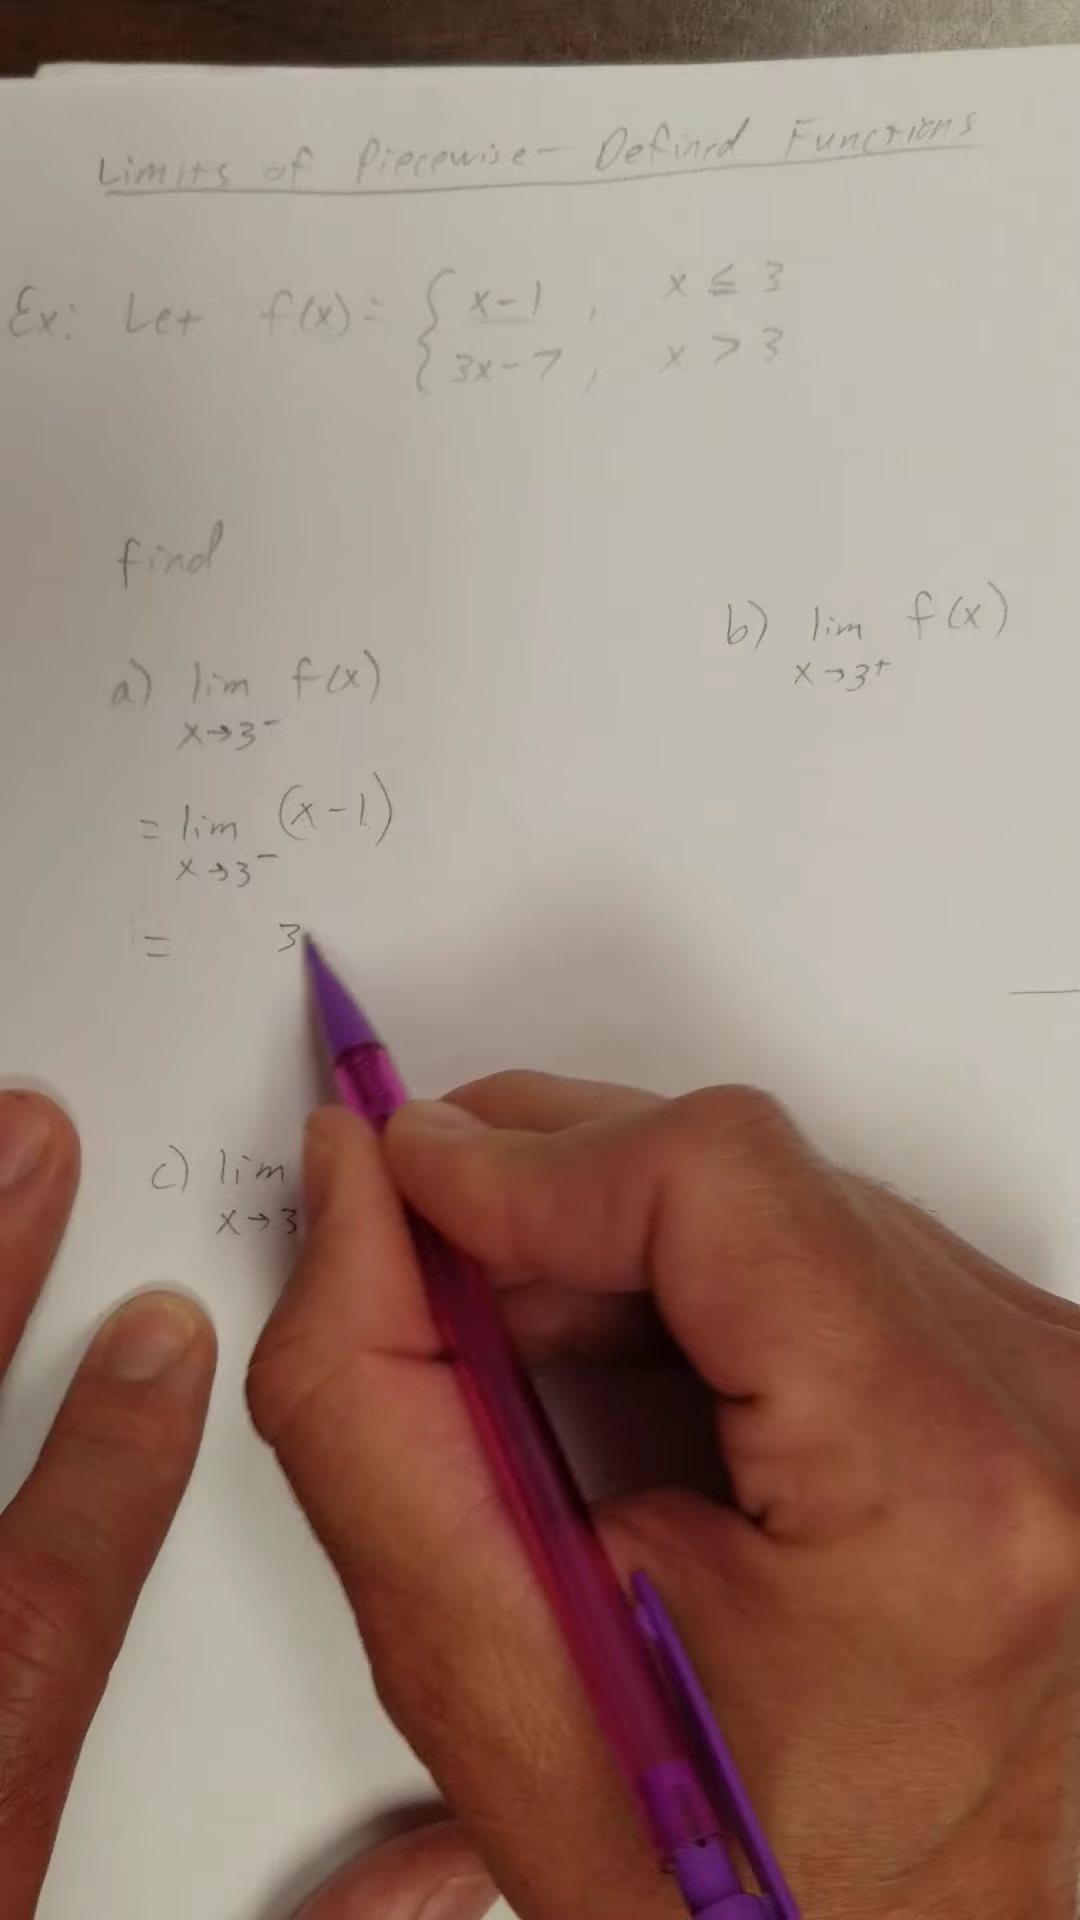 Limits of Piecewise- Defined Functions
Ex: Let f(x) = { x-1 , x ≤ 3
3x-7 , x > 3
find
a) lim f(x)
x→3⁻
= lim (x-1)
x→3⁻
= 3
b) lim f(x)
x→3⁺
c) lim
x→3